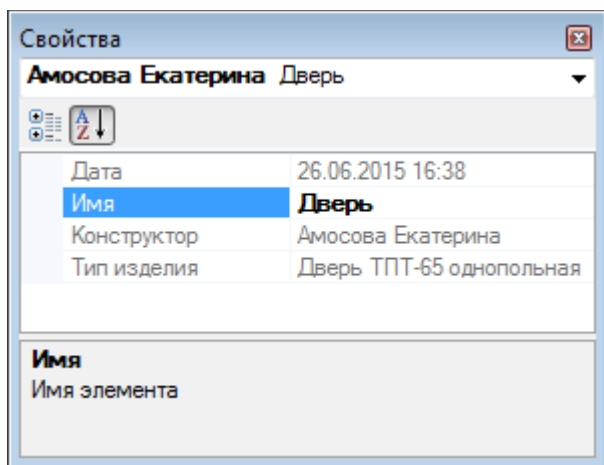 Свойства
Амосова Екатерина Дверь
Дата 26.06.2015 16:38
Имя Дверь
Конструктор Амосова Екатерина
Тип изделия Дверь ТПТ-65 однопольная
Имя
Имя элемента